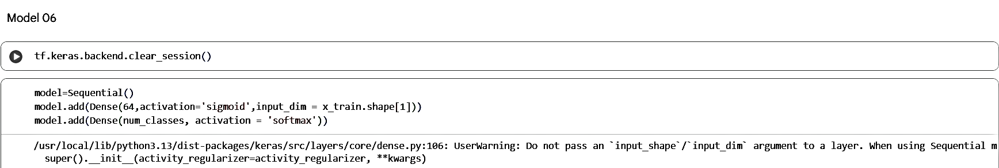 Model 06
tf.keras.backend.clear_session()
model=Sequential()
model.add(Dense(64,activation='sigmoid',input_dim = x_train.shape[1]))
model.add(Dense(num_classes, activation = 'softmax'))
/usr/local/lib/python3.13/dist-packages/keras/src/layers/core/dense.py:106: UserWarning: Do not pass an `input_shape`/`input_dim` argument to a layer. When using Sequential m
super().__init__(activity_regularizer=activity_regularizer, **kwargs)